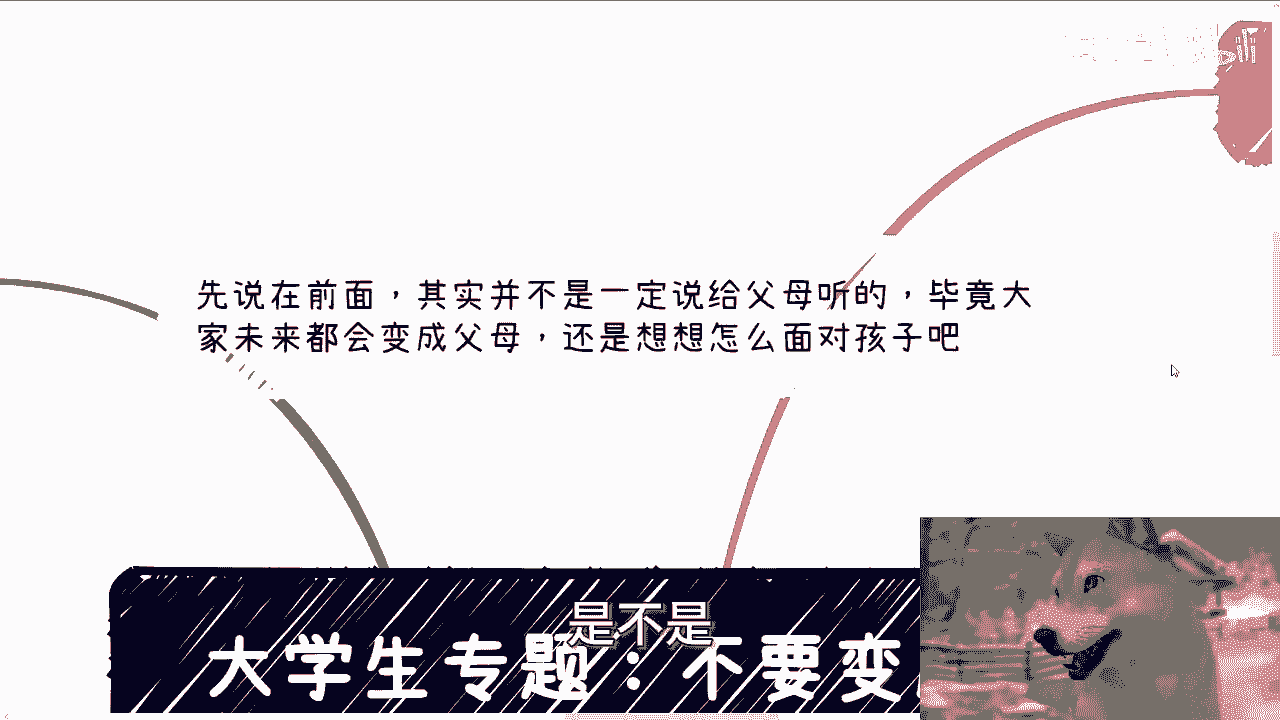 先说在前面，其实并不是一定说给父母听的，毕竟大
家未来都会变成父母，还是想想怎么面对孩子吧
是不是
大学生专题：不要变